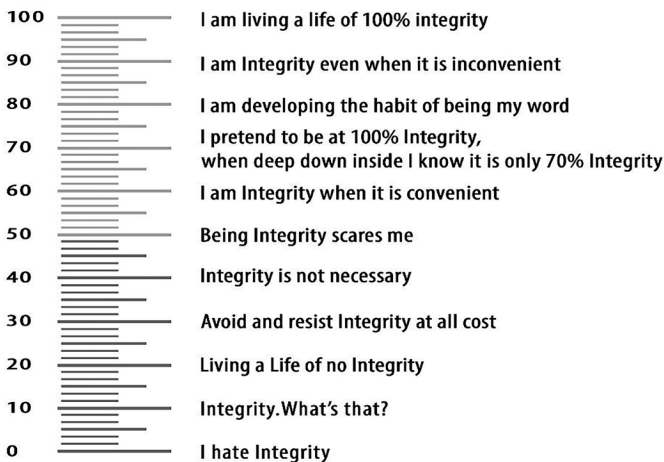 100 I am living a life of 100% integrity
90 I am Integrity even when it is inconvenient
80 I am developing the habit of being my word
I pretend to be at 100% Integrity,
70 when deep down inside I know it is only 70% Integrity
60 I am Integrity when it is convenient
50 Being Integrity scares me
40 Integrity is not necessary
30 Avoid and resist Integrity at all cost
20 Living a Life of no Integrity
10 Integrity.What's that?
0 I hate Integrity